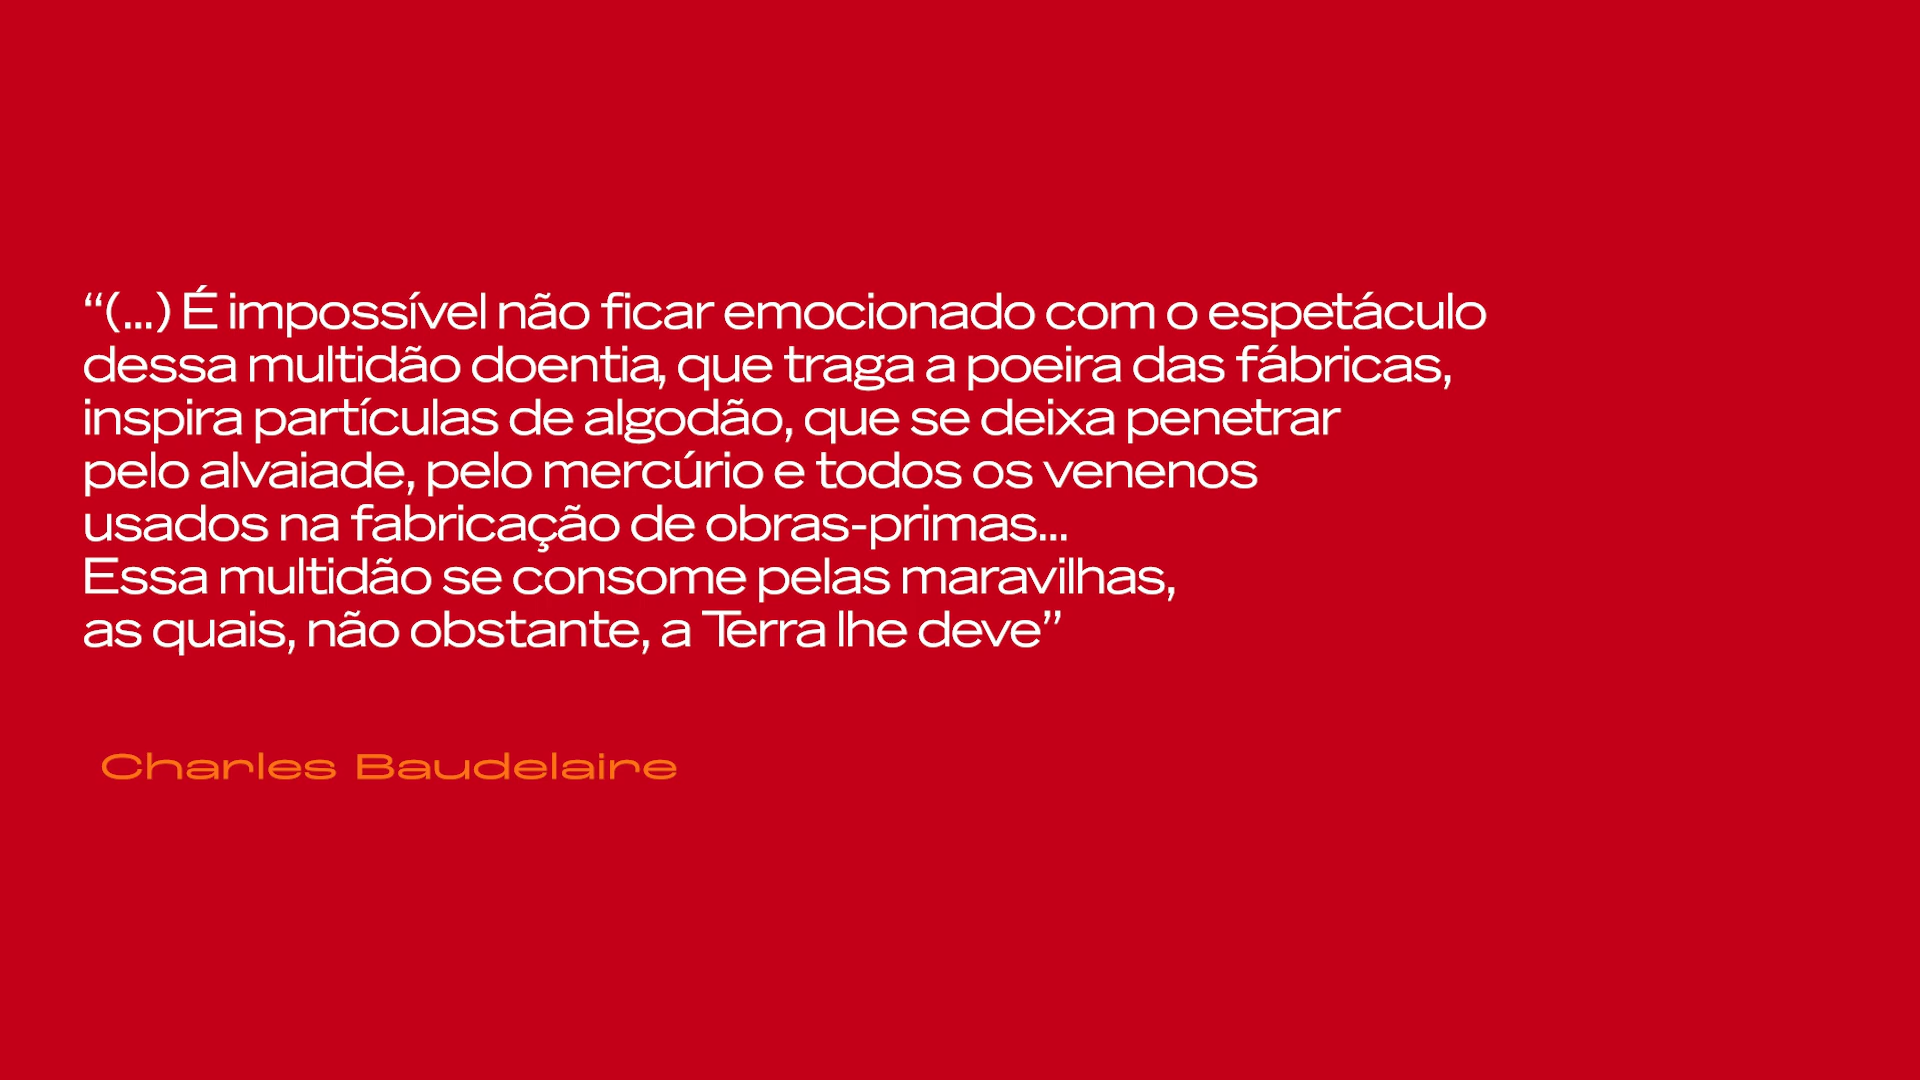 “(...) É impossível não ficar emocionado com o espetáculo
dessa multidão doentia, que traga a poeira das fábricas,
inspira partículas de algodão, que se deixa penetrar
pelo alvaiade, pelo mercúrio e todos os venenos
usados na fabricação de obras-primas...
Essa multidão se consome pelas maravilhas,
as quais, não obstante, a Terra lhe deve”
Charles Baudelaire